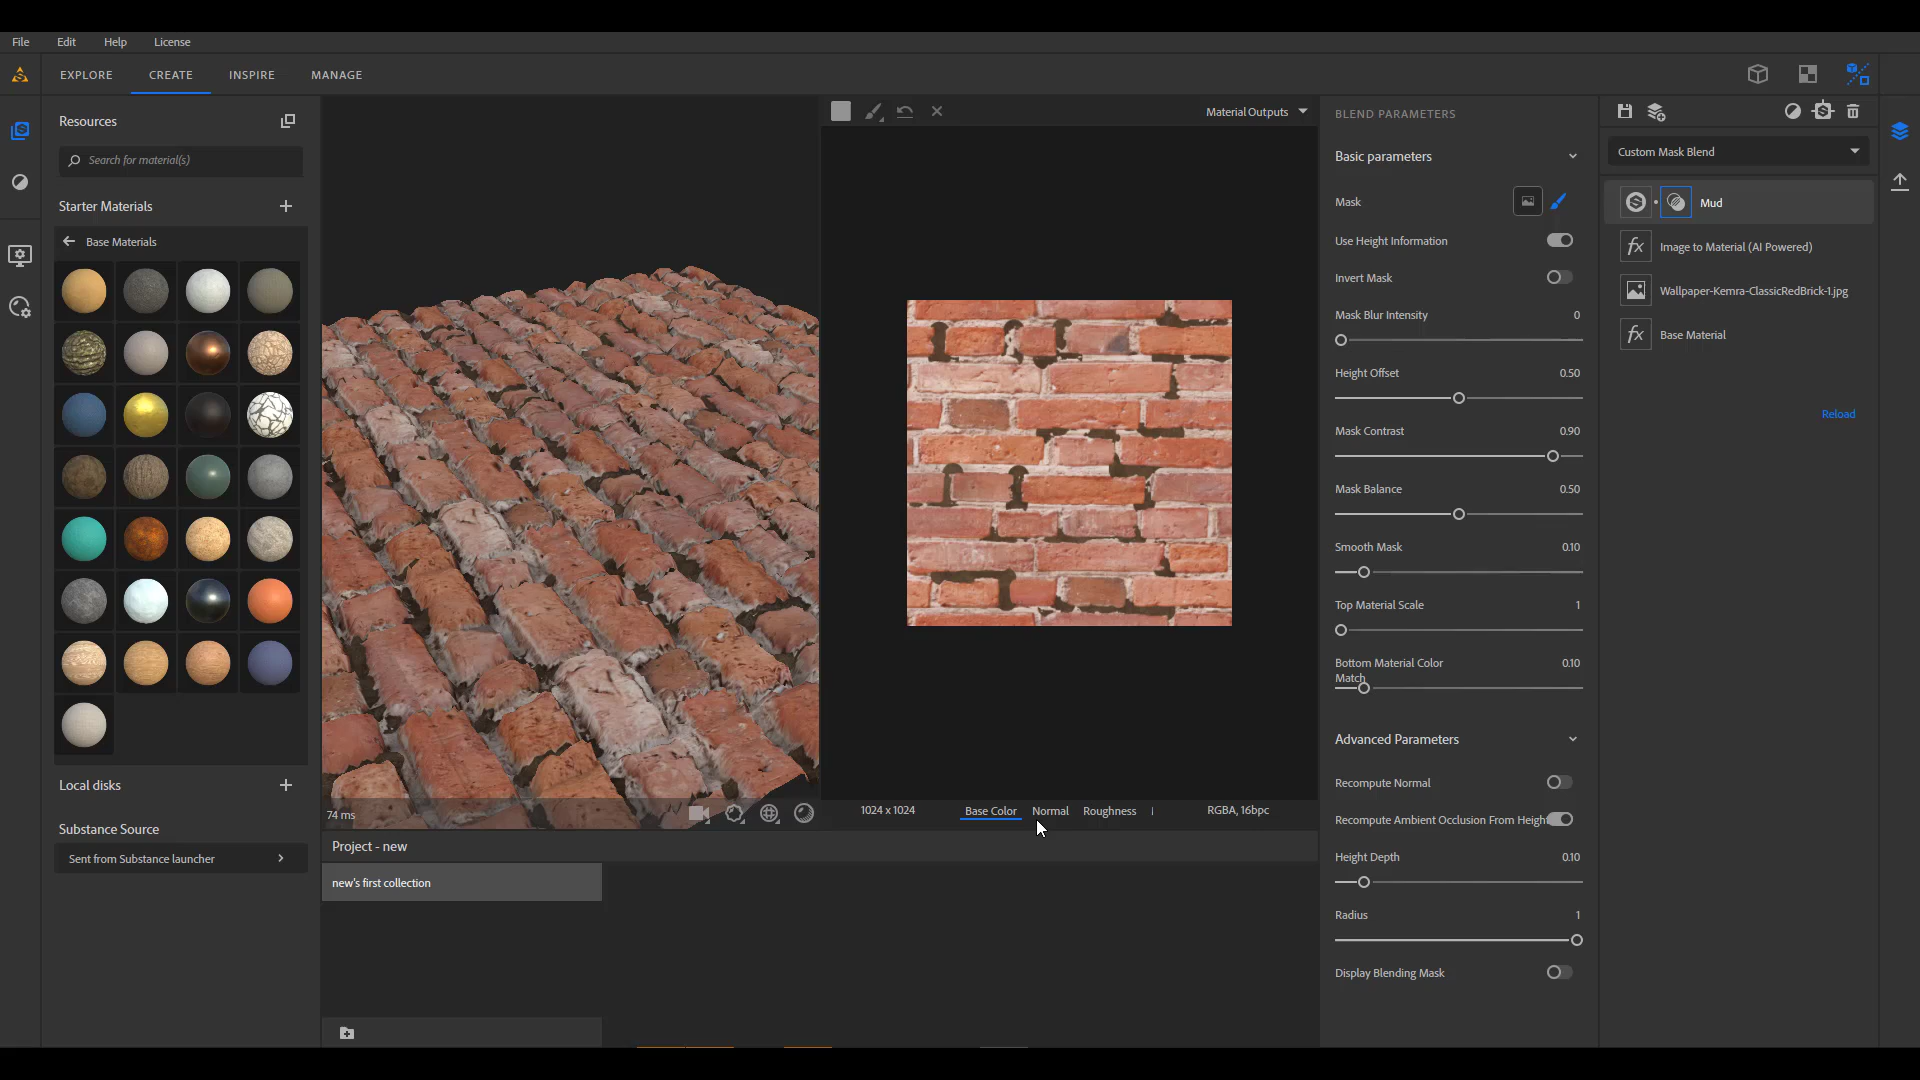 File Edit Help License
EXPLORE CREATE INSPIRE MANAGE
Resources
Search for material(s)
Starter Materials
Base Materials
Local disks
Substance Source
Sent from Substance launcher
74 ms
Material Outputs
1024 x 1024 Base Color Normal Roughness RGBA, 16bpc
Project - new
new's first collection
BLEND PARAMETERS
Basic parameters
Mask
Use Height Information
Invert Mask
Mask Blur Intensity 0
Height Offset 0.50
Mask Contrast 0.90
Mask Balance 0.50
Smooth Mask 0.10
Top Material Scale 1
Bottom Material Color 0.10
Match
Advanced Parameters
Recompute Normal
Recompute Ambient Occlusion From Height
Height Depth 0.10
Radius 1
Display Blending Mask
Custom Mask Blend
Mud
fx Image to Material (AI Powered)
Wallpaper-Kemra-ClassicRedBrick-1.jpg
fx Base Material
Reload